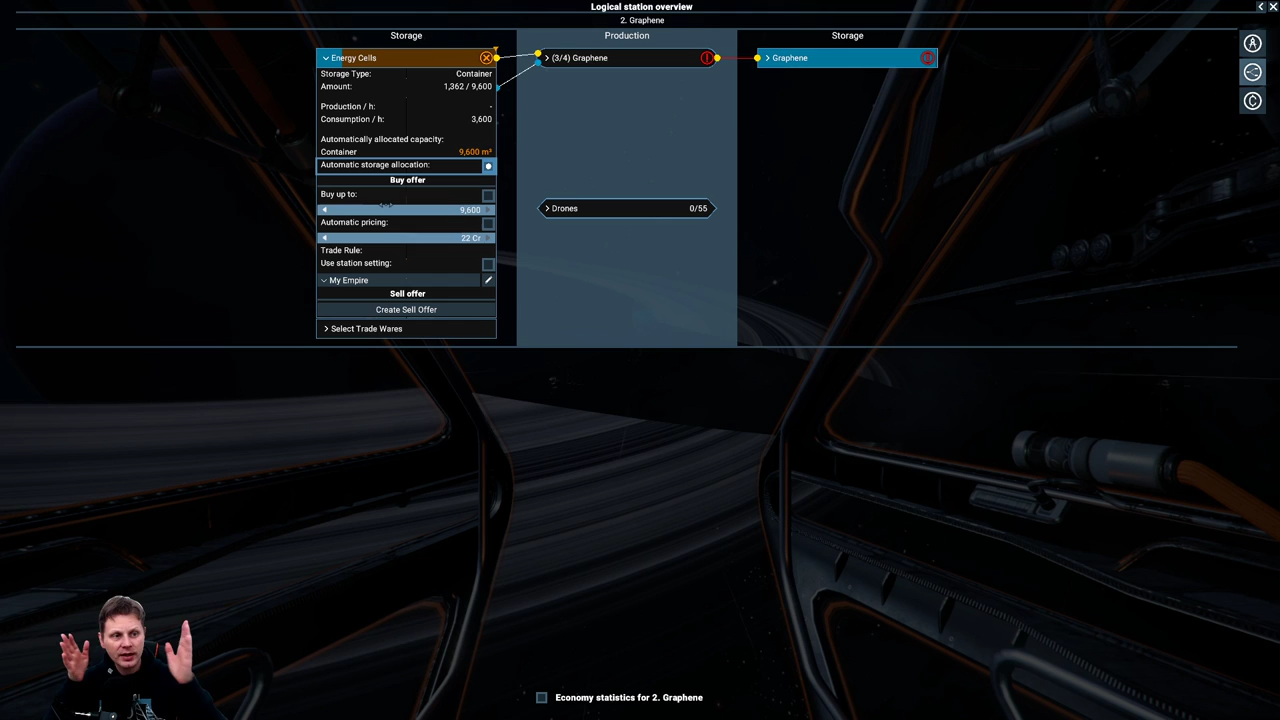 Logical station overview
2. Graphene
Storage
Production
Storage
Energy Cells
(3/4) Graphene
Graphene
Storage Type: Container
Amount: 1,362 / 9,600
Production / h: -
Consumption / h: 3,600
Automatically allocated capacity:
Container 9,600 m³
Automatic storage allocation:
Buy offer
Buy up to:
9,600
Automatic pricing:
22 Cr
Trade Rule:
Use station setting:
My Empire
Sell offer
Create Sell Offer
Select Trade Wares
Drones 0/55
Economy statistics for 2. Graphene